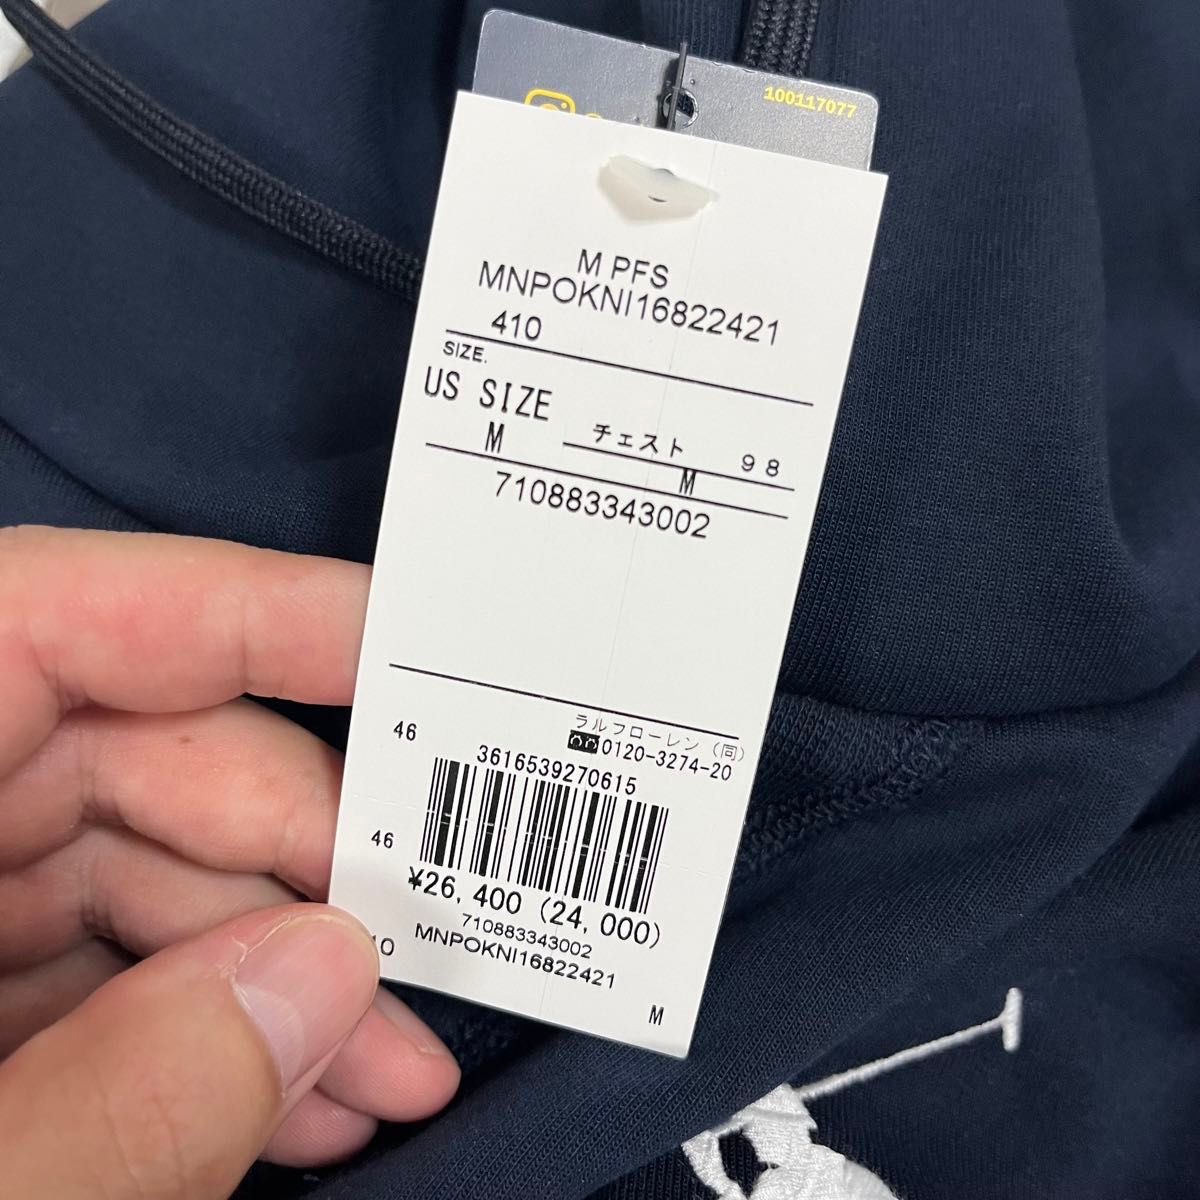 100117077
M PFS
MNPOKNI16822421
410
SIZE.
US SIZE
M
チェスト 98
M
710883343002
ラルフローレン（同）
46
0120-3274-20
3616539270615
46
¥26,400 (24,000)
710883343002
MNPOKNI16822421
M